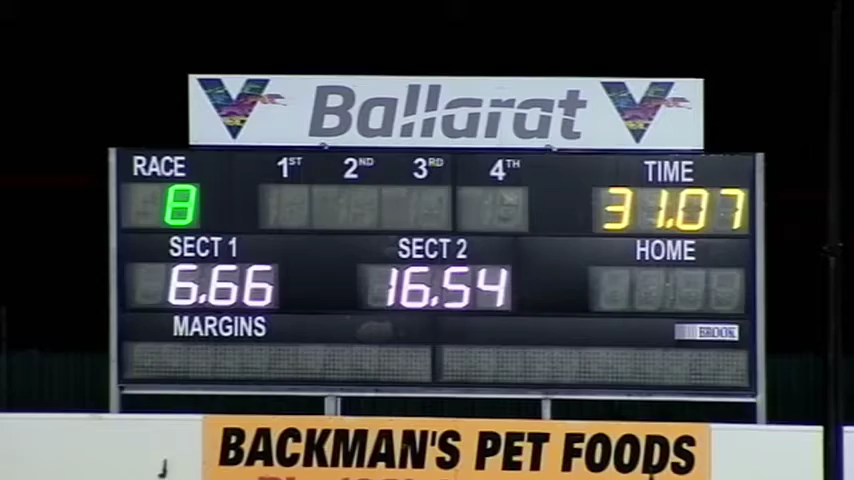 Ballarat
RACE 1ST 2ND 3RD 4TH TIME
8 31.07
SECT 1 SECT 2 HOME
6.66 16.54
MARGINS BROOK
BACKMAN'S PET FOODS